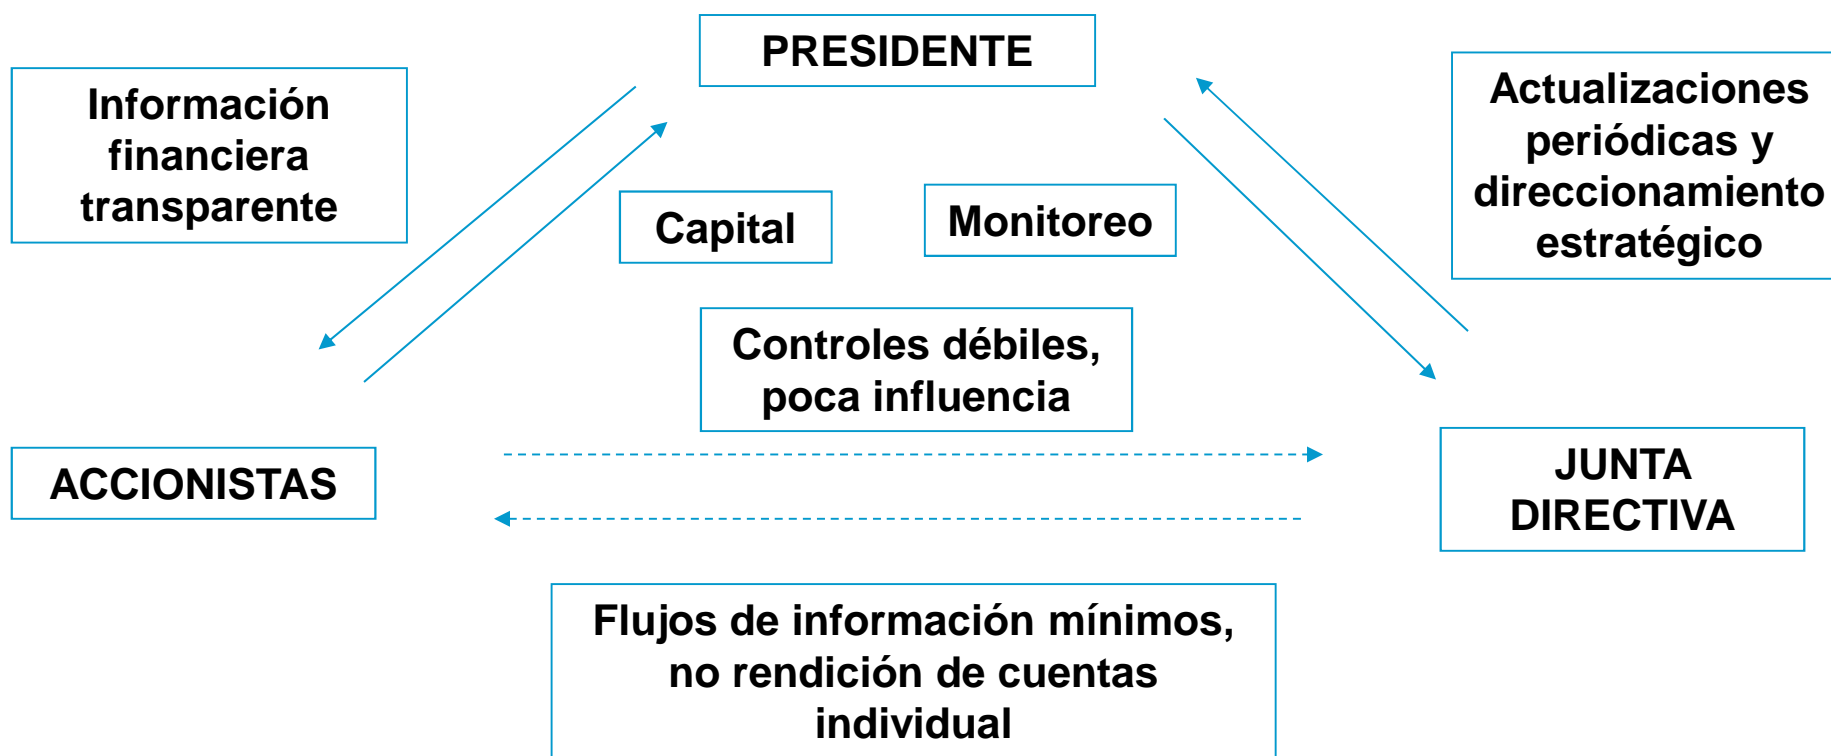 PRESIDENTE
Información
financiera
transparente
Actualizaciones
periódicas y
direccionamiento
estratégico
Capital
Monitoreo
Controles débiles,
poca influencia
ACCIONISTAS
JUNTA
DIRECTIVA
Flujos de información mínimos,
no rendición de cuentas
individual